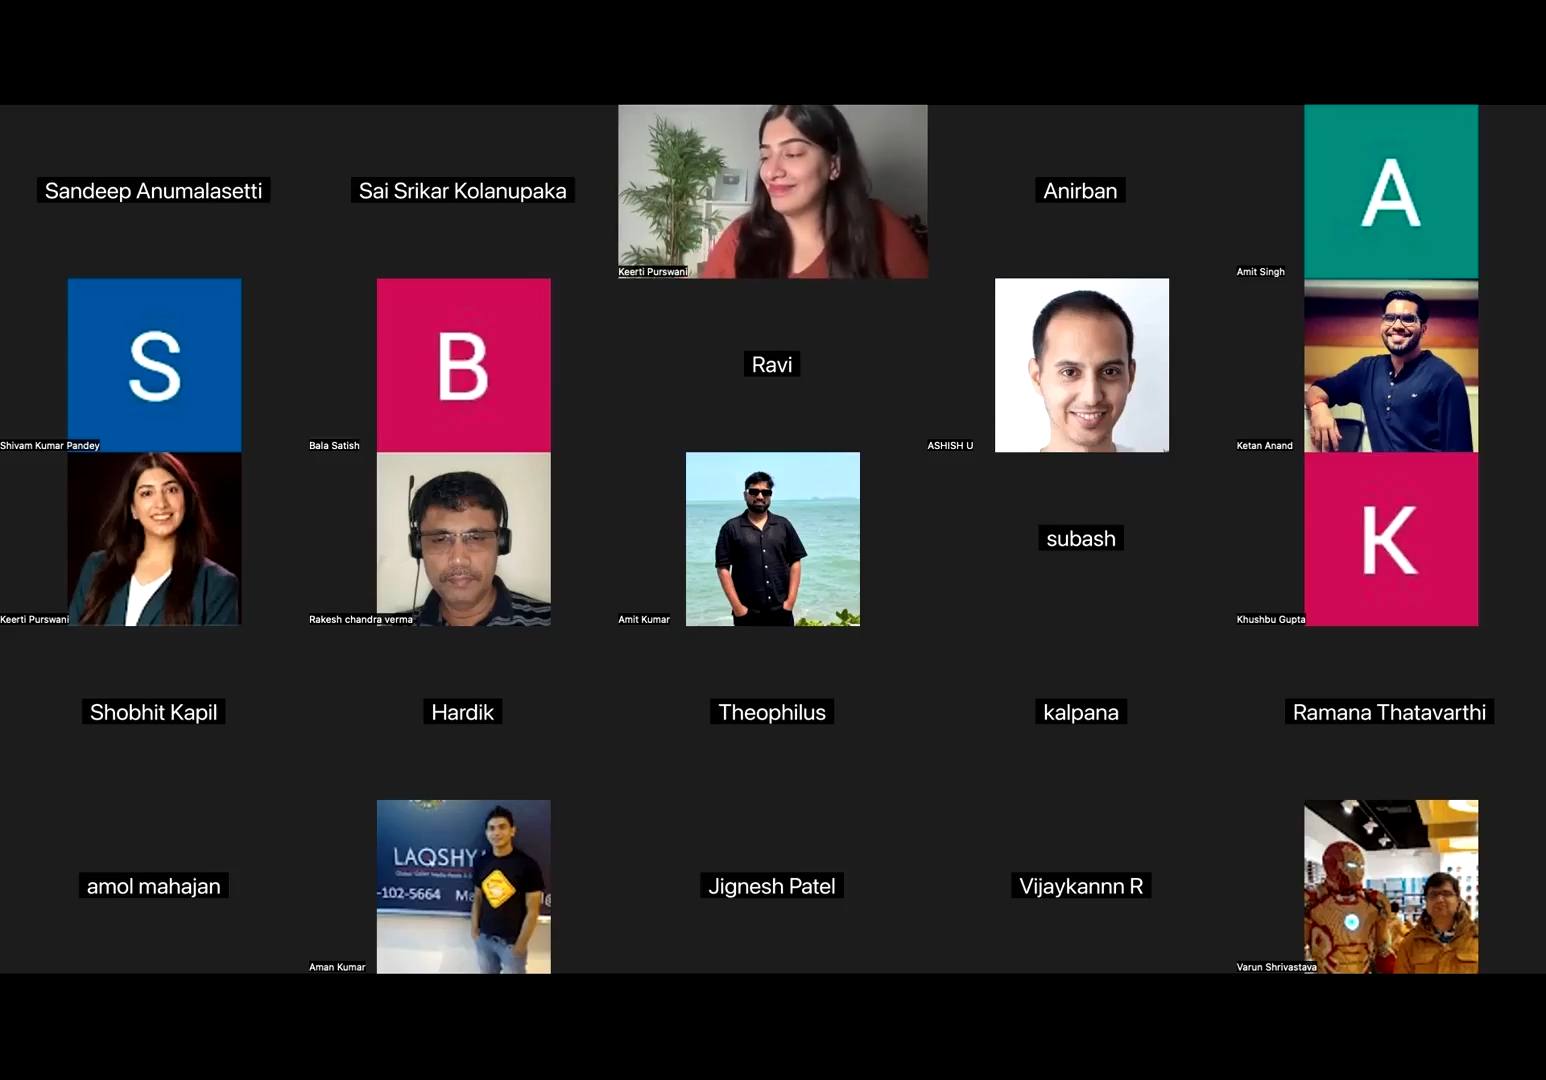 Sandeep Anumalasetti
Sai Srikar Kolanupaka
Keerti Purswani
Anirban
A
Amit Singh
S
Shivam Kumar Pandey
B
Bala Satish
Ravi
ASHISH U
Ketan Anand
Keerti Purswani
Rakesh chandra verma
Amit Kumar
subash
K
Khushbu Gupta
Shobhit Kapil
Hardik
Theophilus
kalpana
Ramana Thatavarthi
amol mahajan
LAQSHY
-102-5664
Aman Kumar
Jignesh Patel
Vijaykannn R
Varun Shrivastava